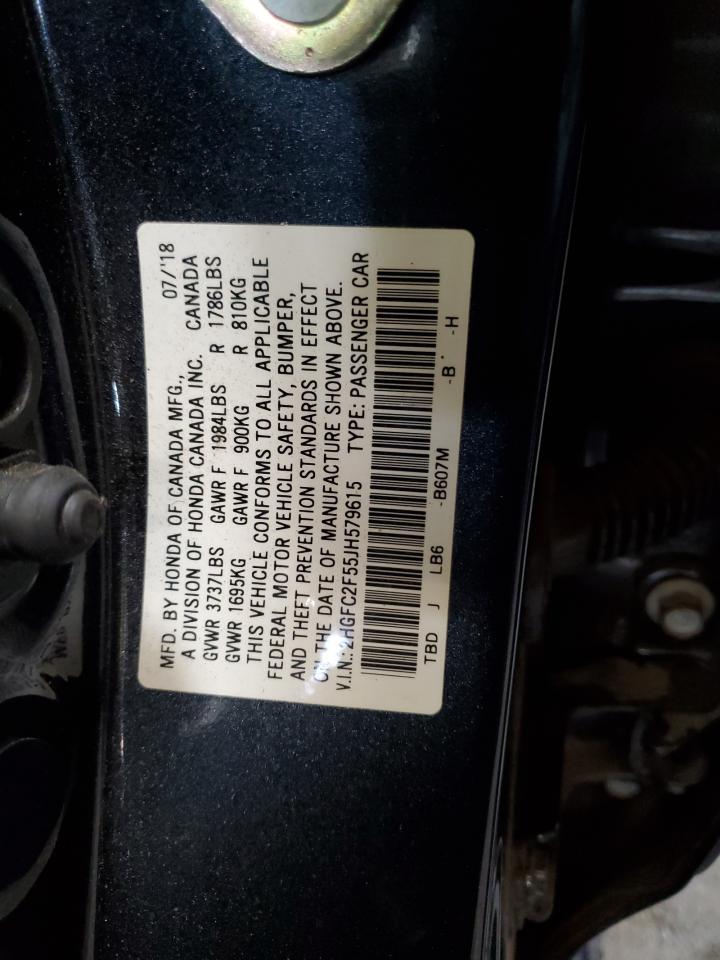 MFD. BY HONDA OF CANADA MFG., 07/'18
A DIVISION OF HONDA CANADA INC. CANADA
GVWR 3737LBS GAWR F 1984LBS R 1786LBS
GVWR 1695KG GAWR F 900KG R 810KG
THIS VEHICLE CONFORMS TO ALL APPLICABLE
FEDERAL MOTOR VEHICLE SAFETY, BUMPER,
AND THEFT PREVENTION STANDARDS IN EFFECT
ON THE DATE OF MANUFACTURE SHOWN ABOVE.
V.I.N.: 2HGFC2F55JH579615 TYPE: PASSENGER CAR
TBD J LB6 -B607M -B -H